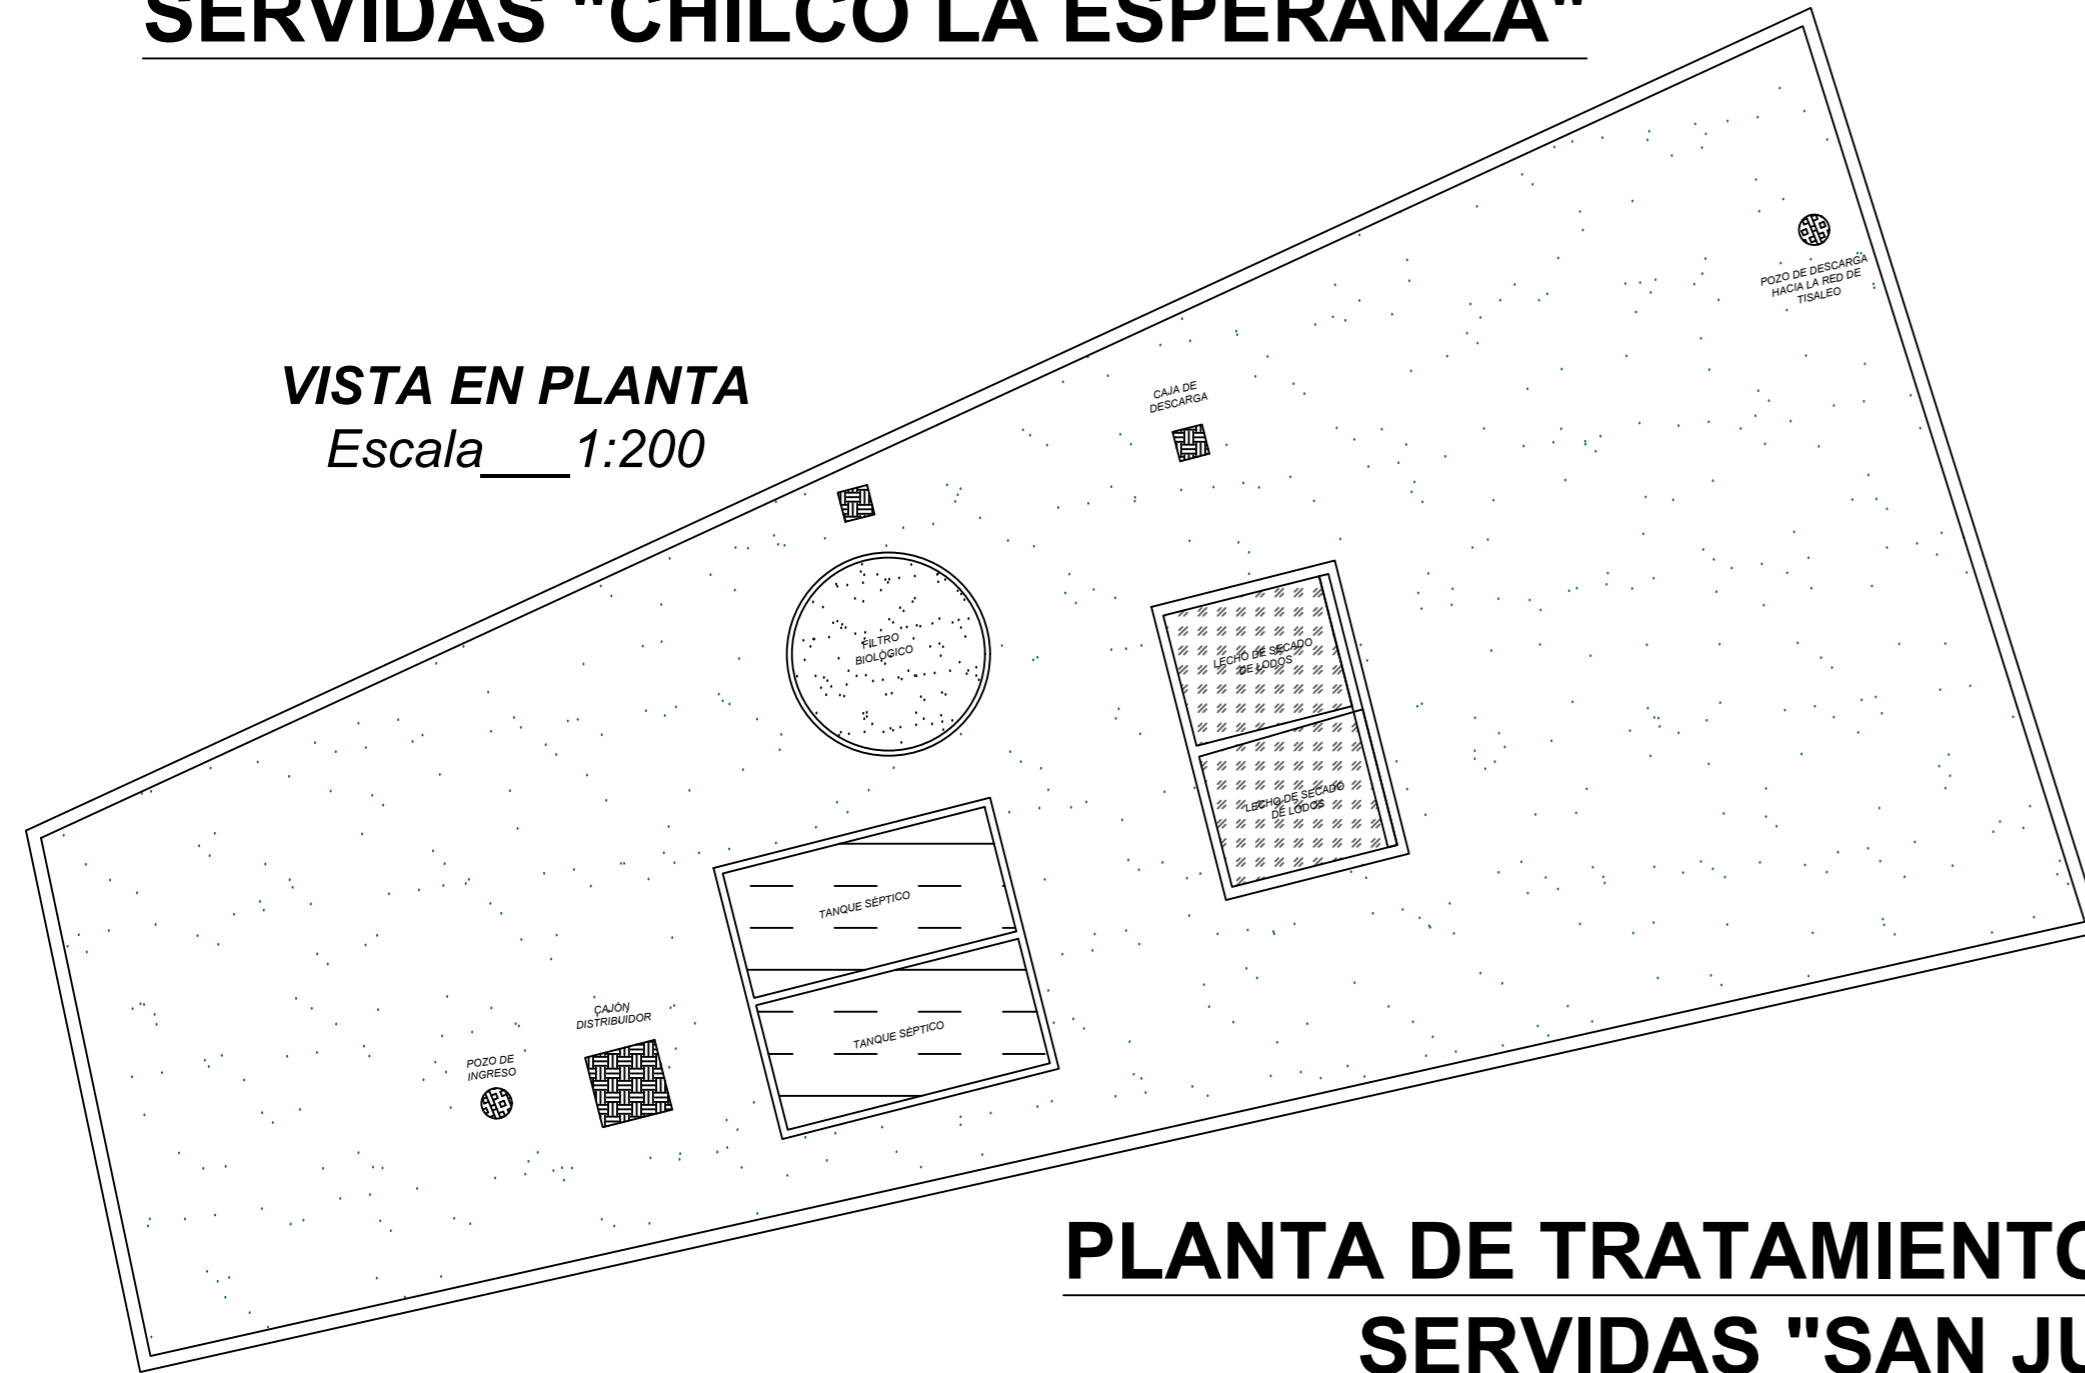 SERVIDAS "CHILCO LA ESPERANZA"
VISTA EN PLANTA
Escala___1:200
POZO DE DESCARGA
HACIA LA RED DE
TISALEO
CAJA DE
DESCARGA
FILTRO
BIOLÓGICO
LECHO DE SECADO
DE LODOS
LECHO DE SECADO
DE LODOS
TANQUE SÉPTICO
TANQUE SÉPTICO
CAJÓN
DISTRIBUIDOR
POZO DE
INGRESO
PLANTA DE TRATAMIENTO
SERVIDAS "SAN JU